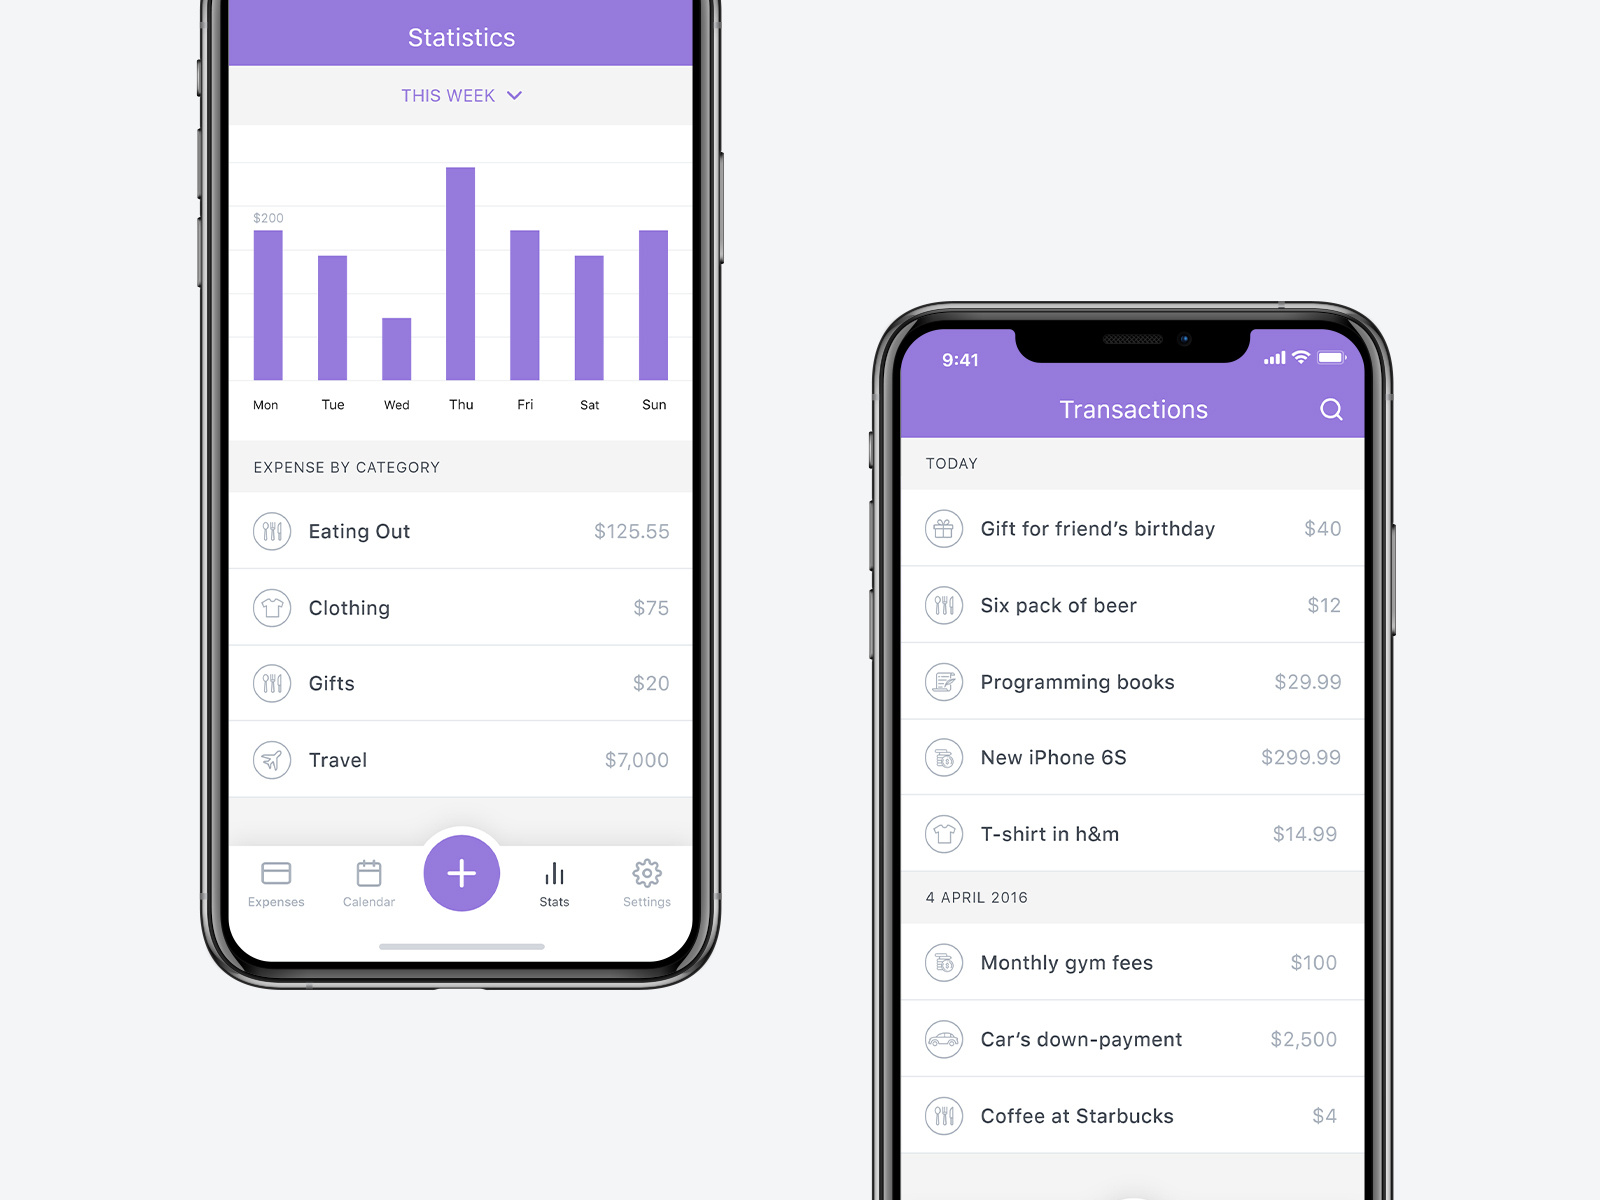 Statistics
THIS WEEK
$200
Mon Tue Wed Thu Fri Sat Sun
EXPENSE BY CATEGORY
Eating Out $125.55
Clothing $75
Gifts $20
Travel $7,000
Expenses Calendar Stats Settings
9:41
Transactions
TODAY
Gift for friend’s birthday $40
Six pack of beer $12
Programming books $29.99
New iPhone 6S $299.99
T-shirt in h&m $14.99
4 APRIL 2016
Monthly gym fees $100
Car’s down-payment $2,500
Coffee at Starbucks $4